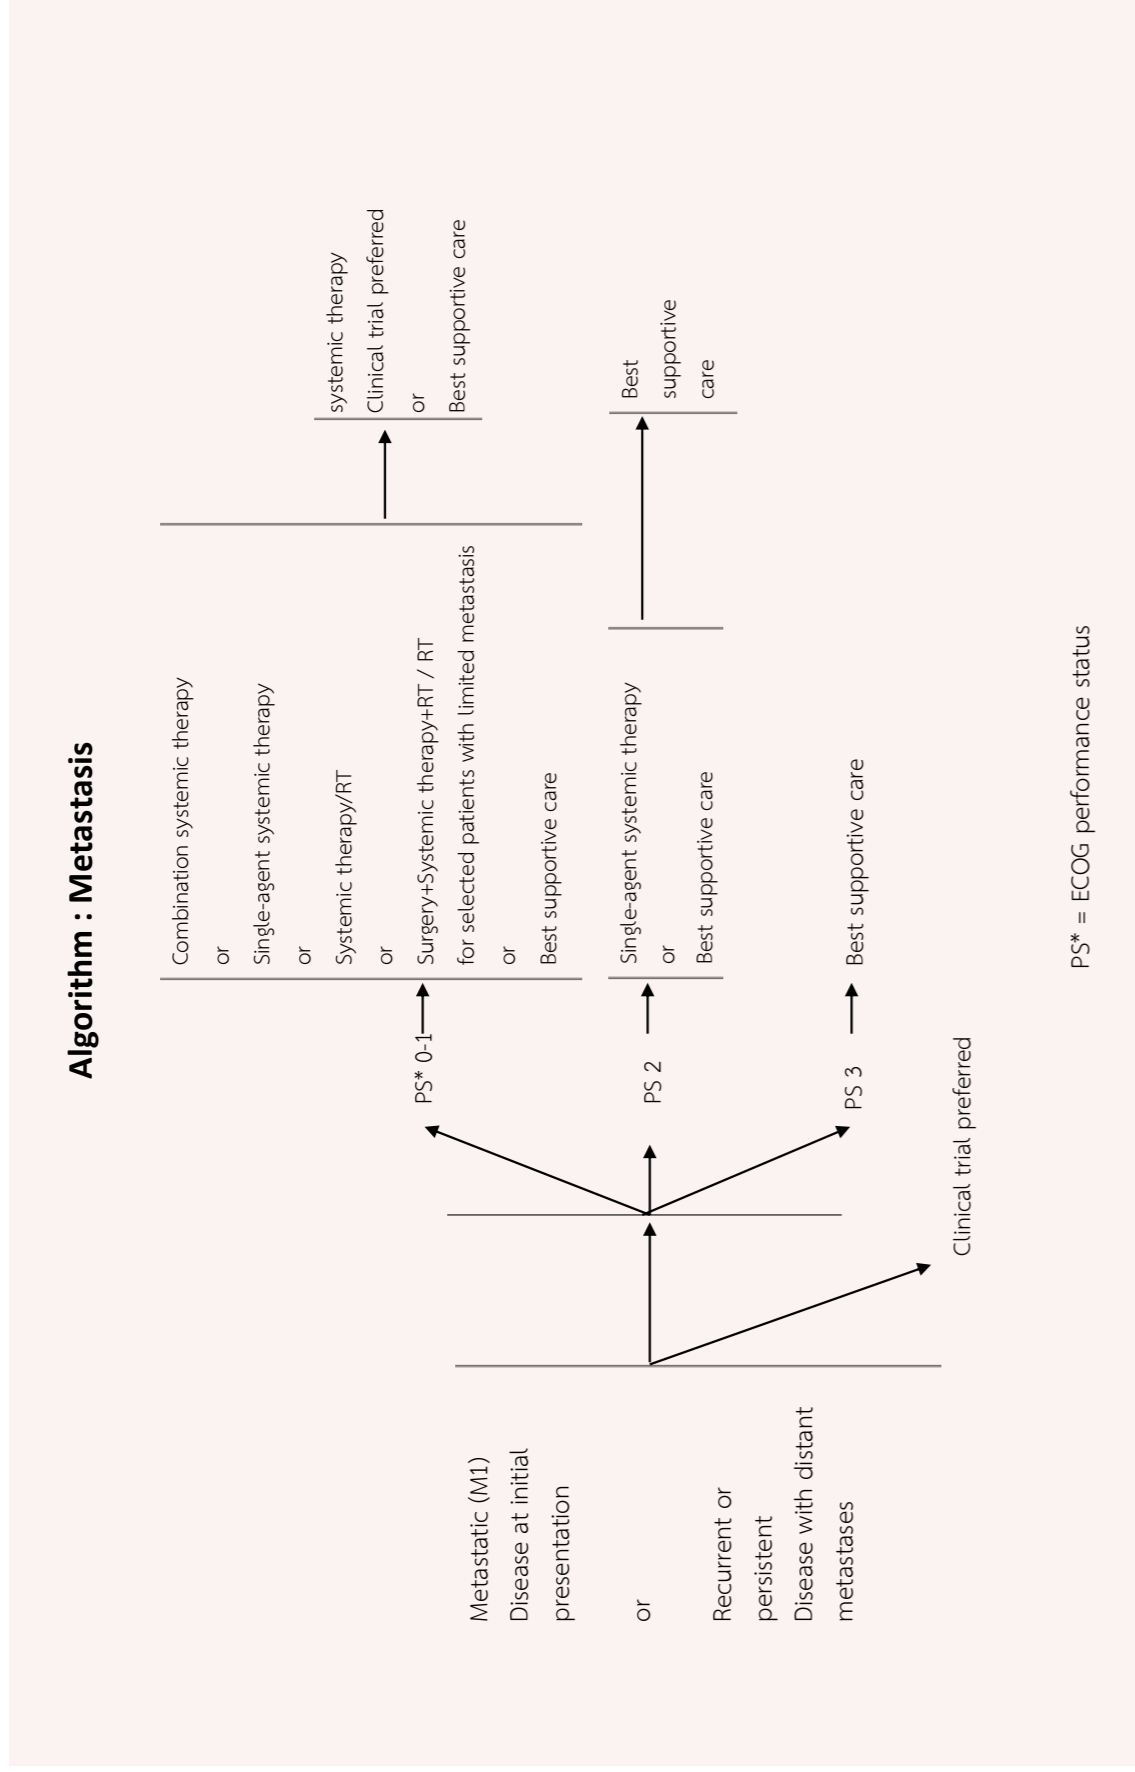 Algorithm : Metastasis
Metastatic (M1)
Disease at initial
presentation
or
Recurrent or
persistent
Disease with distant
metastases
Clinical trial preferred
PS* 0-1
Combination systemic therapy
or
Single-agent systemic therapy
or
Systemic therapy/RT
or
Surgery+Systemic therapy+RT / RT
for selected patients with limited metastasis
or
Best supportive care
systemic therapy
Clinical trial preferred
or
Best supportive care
PS 2
Single-agent systemic therapy
or
Best supportive care
Best
supportive
care
PS 3
Best supportive care
PS* = ECOG performance status